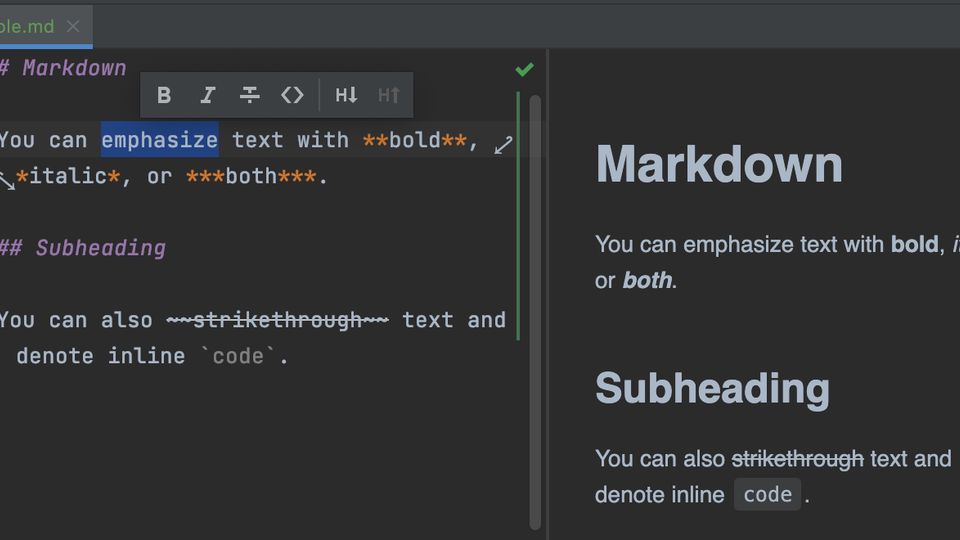 ple.md
# Markdown
B I S <> H↓ H↑
You can emphasize text with **bold**,
*italic*, or ***both***.
## Subheading
You can also ~~strikethrough~~ text and
denote inline `code`.
Markdown
You can emphasize text with bold, i
or both.
Subheading
You can also strikethrough text and
denote inline code.